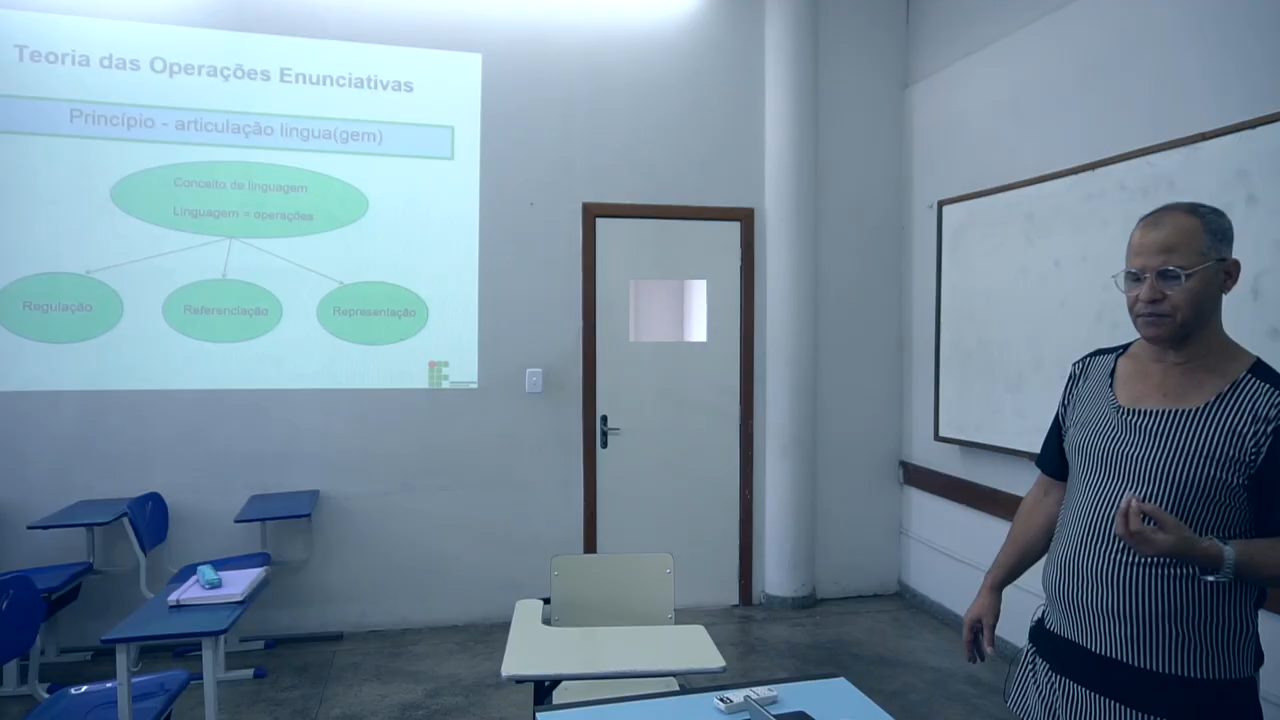 Teoria das Operações Enunciativas
Princípio - articulação língua(gem)
Conceito de linguagem
Linguagem = operações
Regulação
Referenciação
Representação